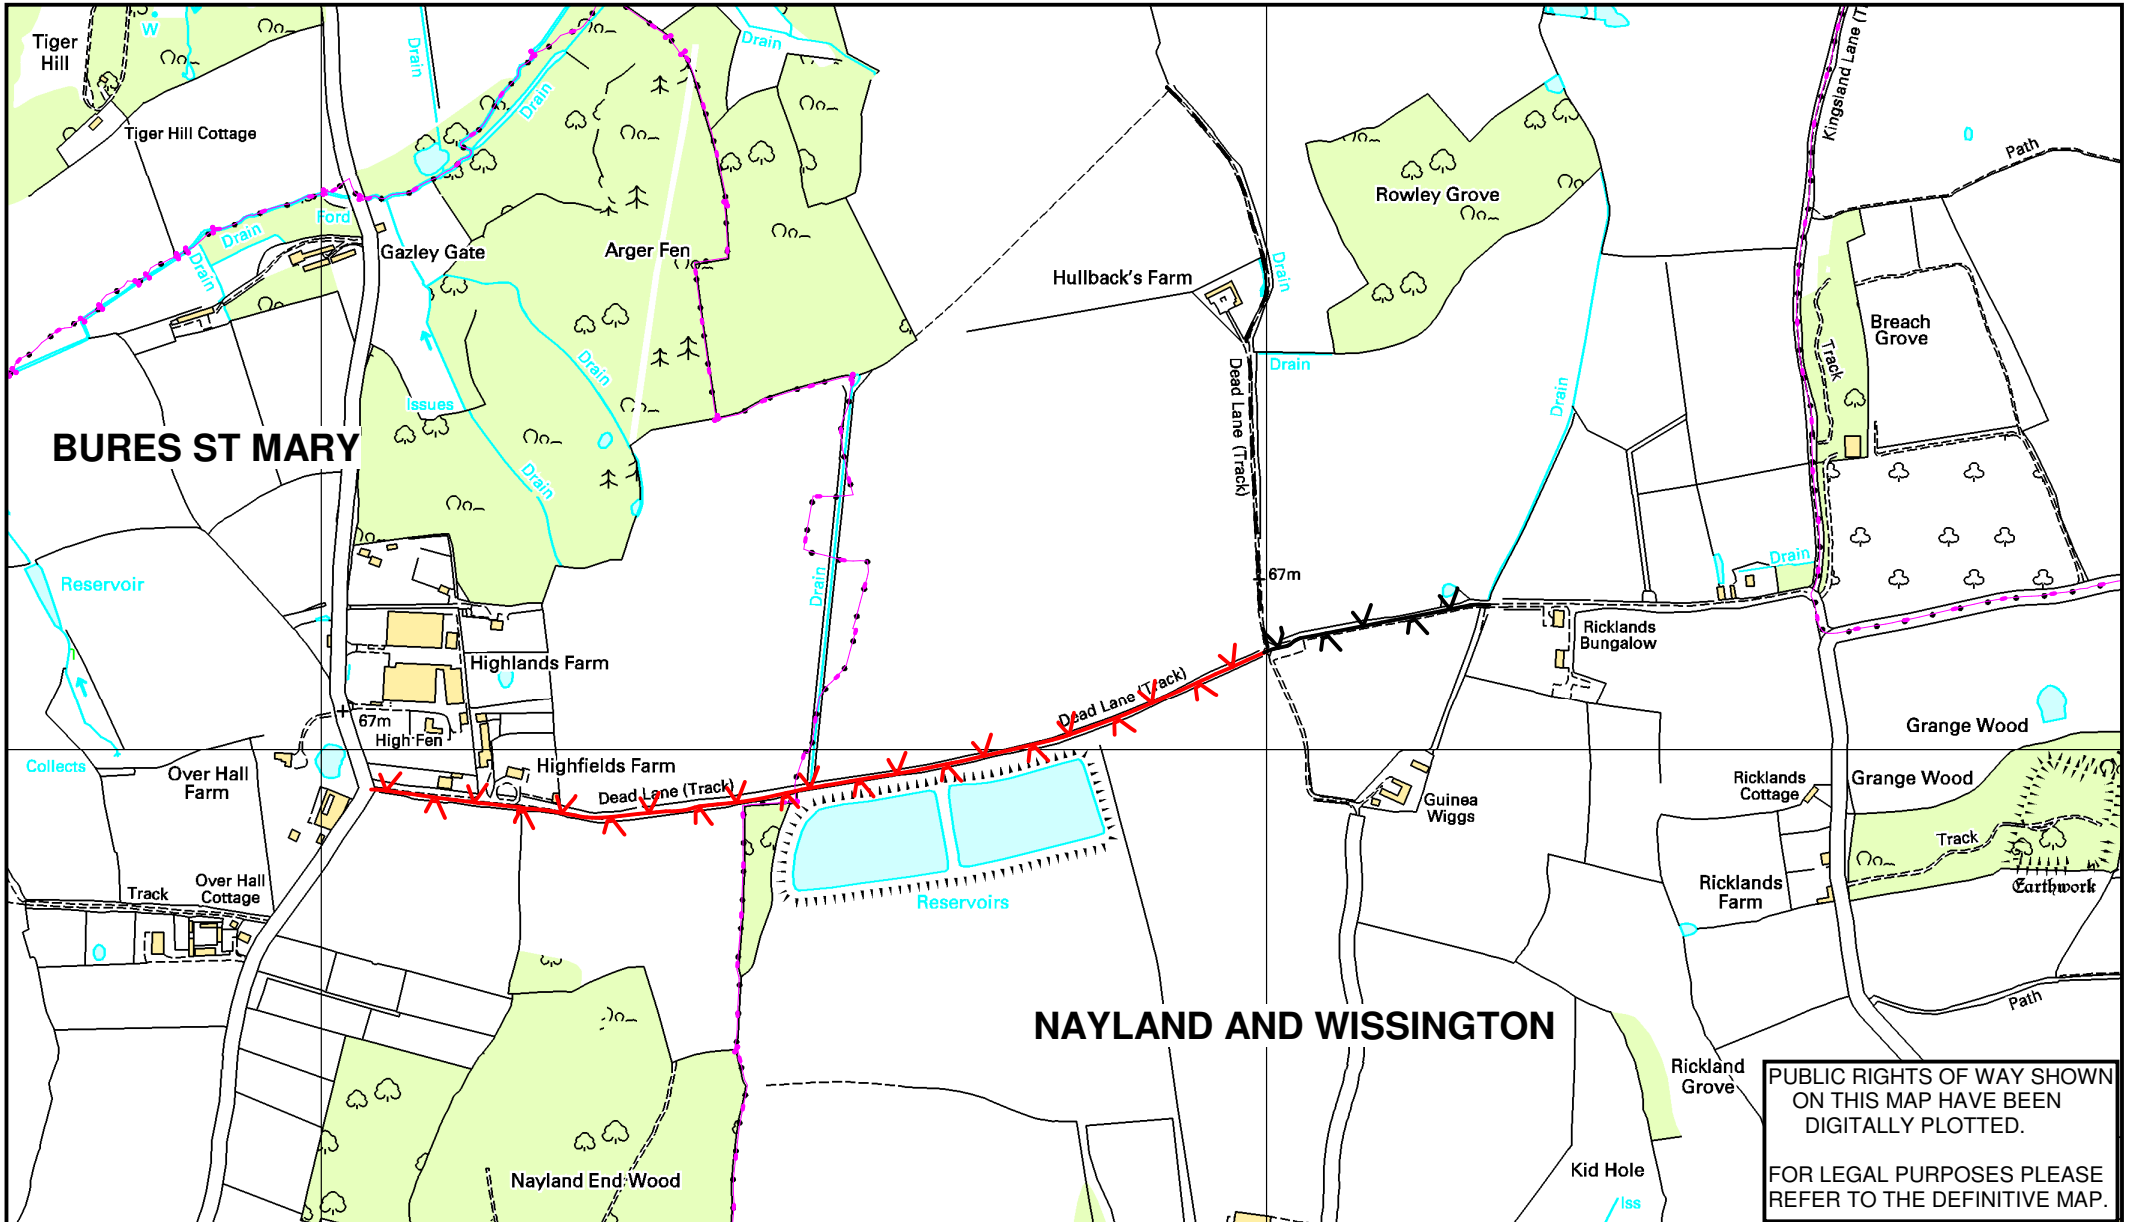 Tiger
Hill
W
Drain
Drain
Drain
Kingsland Lane (T
Tiger Hill Cottage
Path
Rowley Grove
Ford
Drain
Drain
Gazley Gate
Arger Fen
Hullback's Farm
Drain
Breach
Grove
Track
Drain
Drain
Dead Lane (Track)
Drain
Issues
BURES ST MARY
Drain
67m
Drain
Drain
Reservoir
Ricklands
Bungalow
Highlands Farm
Dead Lane (Track)
67m
High Fen
Grange Wood
Collects
Over Hall
Farm
Highfields Farm
Dead Lane (Track)
Ricklands
Cottage
Grange Wood
Guinea
Wiggs
Track
Track
Over Hall
Cottage
Reservoirs
Ricklands
Farm
Earthwork
Path
NAYLAND AND WISSINGTON
Rickland
Grove
PUBLIC RIGHTS OF WAY SHOWN
ON THIS MAP HAVE BEEN
DIGITALLY PLOTTED.
FOR LEGAL PURPOSES PLEASE
REFER TO THE DEFINITIVE MAP.
Kid Hole
Nayland End Wood
Iss